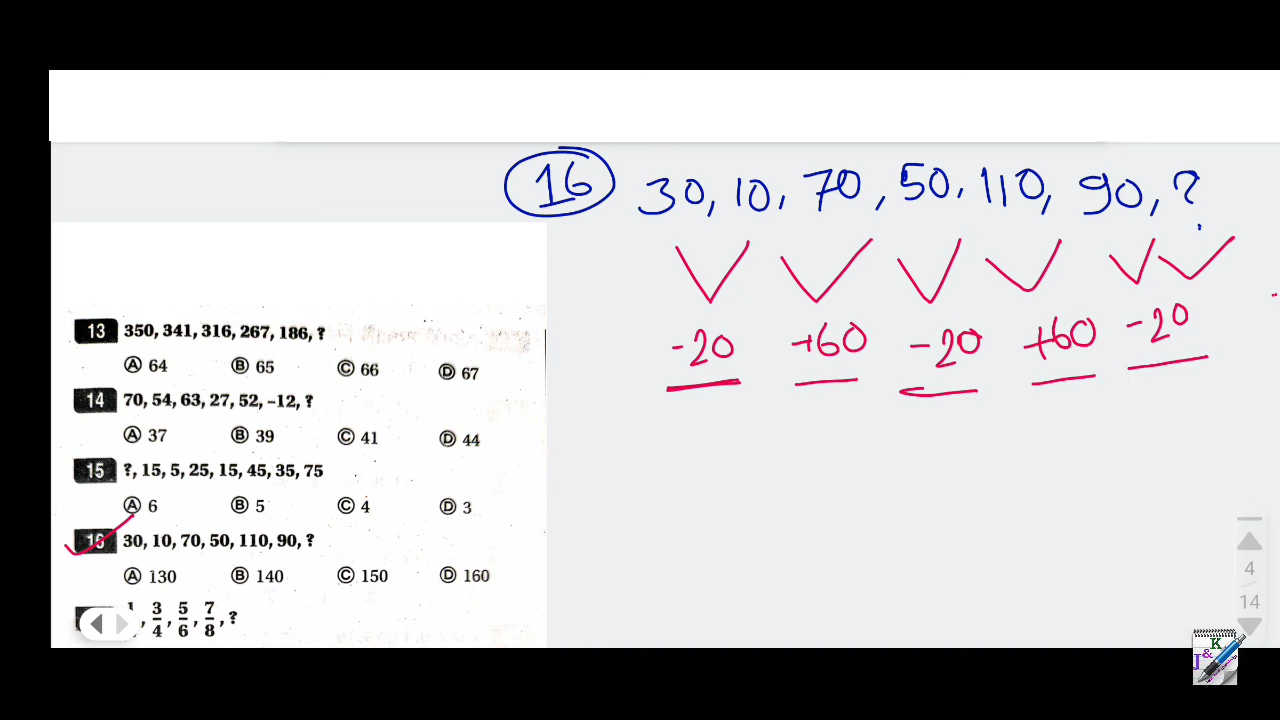 16 30, 10, 70, 50, 110, 90, ?
-20 +60 -20 +60 -20
13 350, 341, 316, 267, 186, ?
Ⓐ 64 Ⓑ 65 Ⓒ 66 Ⓓ 67
14 70, 54, 63, 27, 52, –12, ?
Ⓐ 37 Ⓑ 39 Ⓒ 41 Ⓓ 44
15 ?, 15, 5, 25, 15, 45, 35, 75
Ⓐ 6 Ⓑ 5 Ⓒ 4 Ⓓ 3
16 30, 10, 70, 50, 110, 90, ?
Ⓐ 130 Ⓑ 140 Ⓒ 150 Ⓓ 160
, 3/4, 5/6, 7/8, ?
4
14
J & K